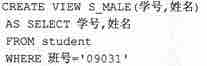 CREATE VIEW S_MALE(学号,姓名)
AS SELECT 学号,姓名
FROM student
WHERE 班号='09031'